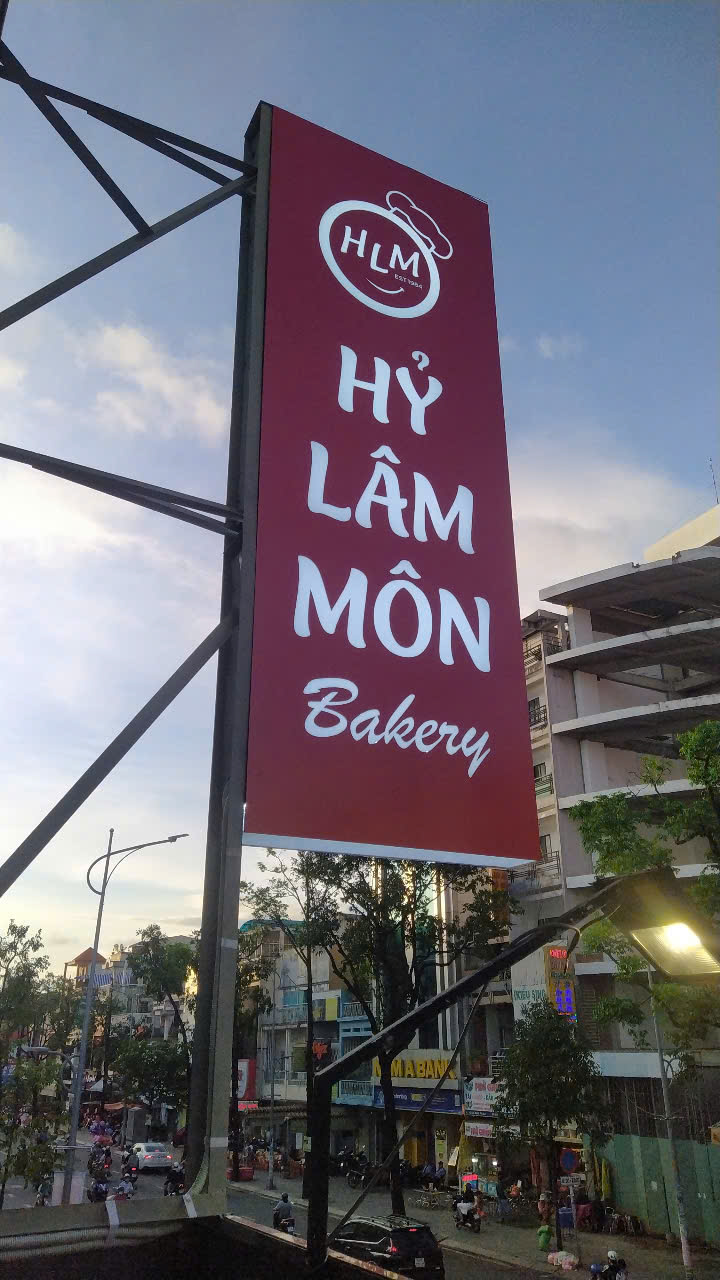 HLM
EST 1984
HỶ
LÂM
MÔN
Bakery
NAM A BANK